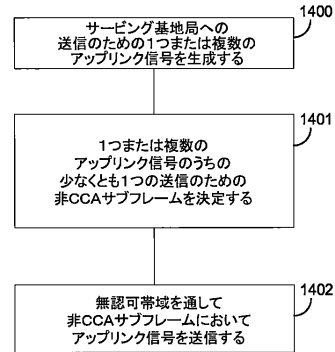 1400
サービング基地局への
送信のための1つまたは複数の
アップリンク信号を生成する
1401
1つまたは複数の
アップリンク信号のうちの
少なくとも1つの送信のための
非CCAサブフレームを決定する
1402
無認可帯域を通して
非CCAサブフレームにおいて
アップリンク信号を送信する